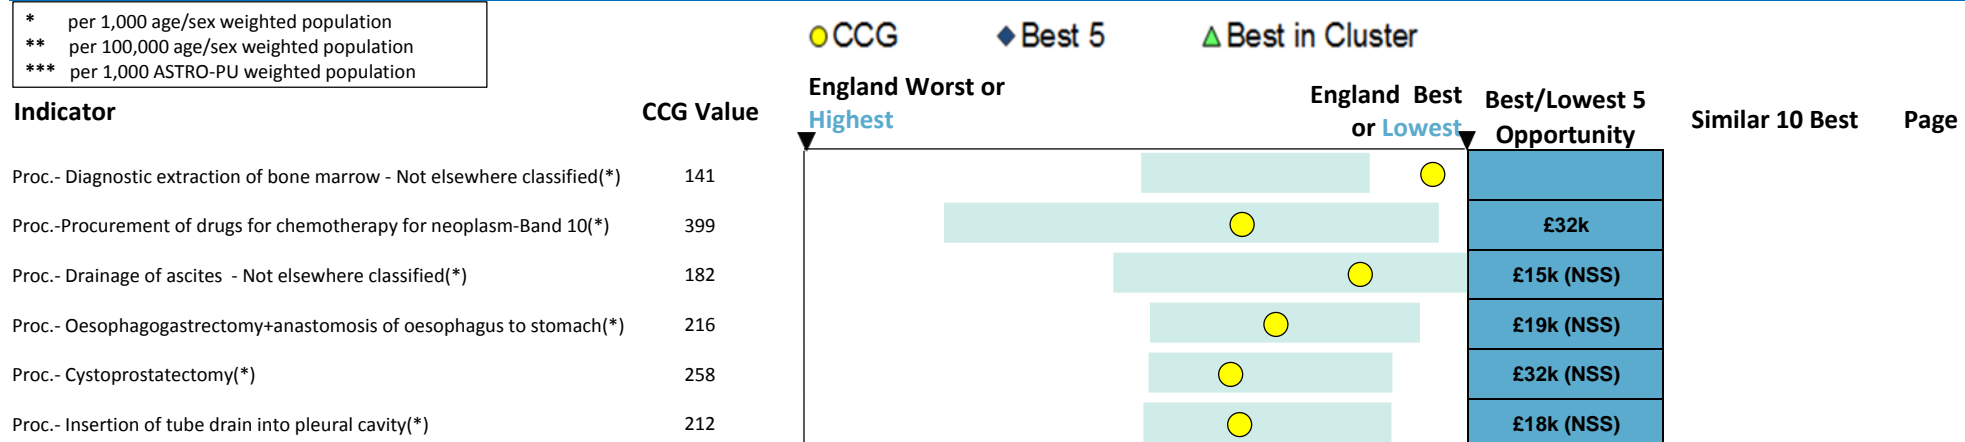 * per 1,000 age/sex weighted population
** per 100,000 age/sex weighted population
*** per 1,000 ASTRO-PU weighted population
CCG Best 5 Best in Cluster
Indicator CCG Value England Worst or Highest England Best or Lowest Best/Lowest 5 Opportunity Similar 10 Best Page
Proc.- Diagnostic extraction of bone marrow - Not elsewhere classified(*) 141
Proc.-Procurement of drugs for chemotherapy for neoplasm-Band 10(*) 399 £32k
Proc.- Drainage of ascites - Not elsewhere classified(*) 182 £15k (NSS)
Proc.- Oesophagogastrectomy+anastomosis of oesophagus to stomach(*) 216 £19k (NSS)
Proc.- Cystoprostatectomy(*) 258 £32k (NSS)
Proc.- Insertion of tube drain into pleural cavity(*) 212 £18k (NSS)